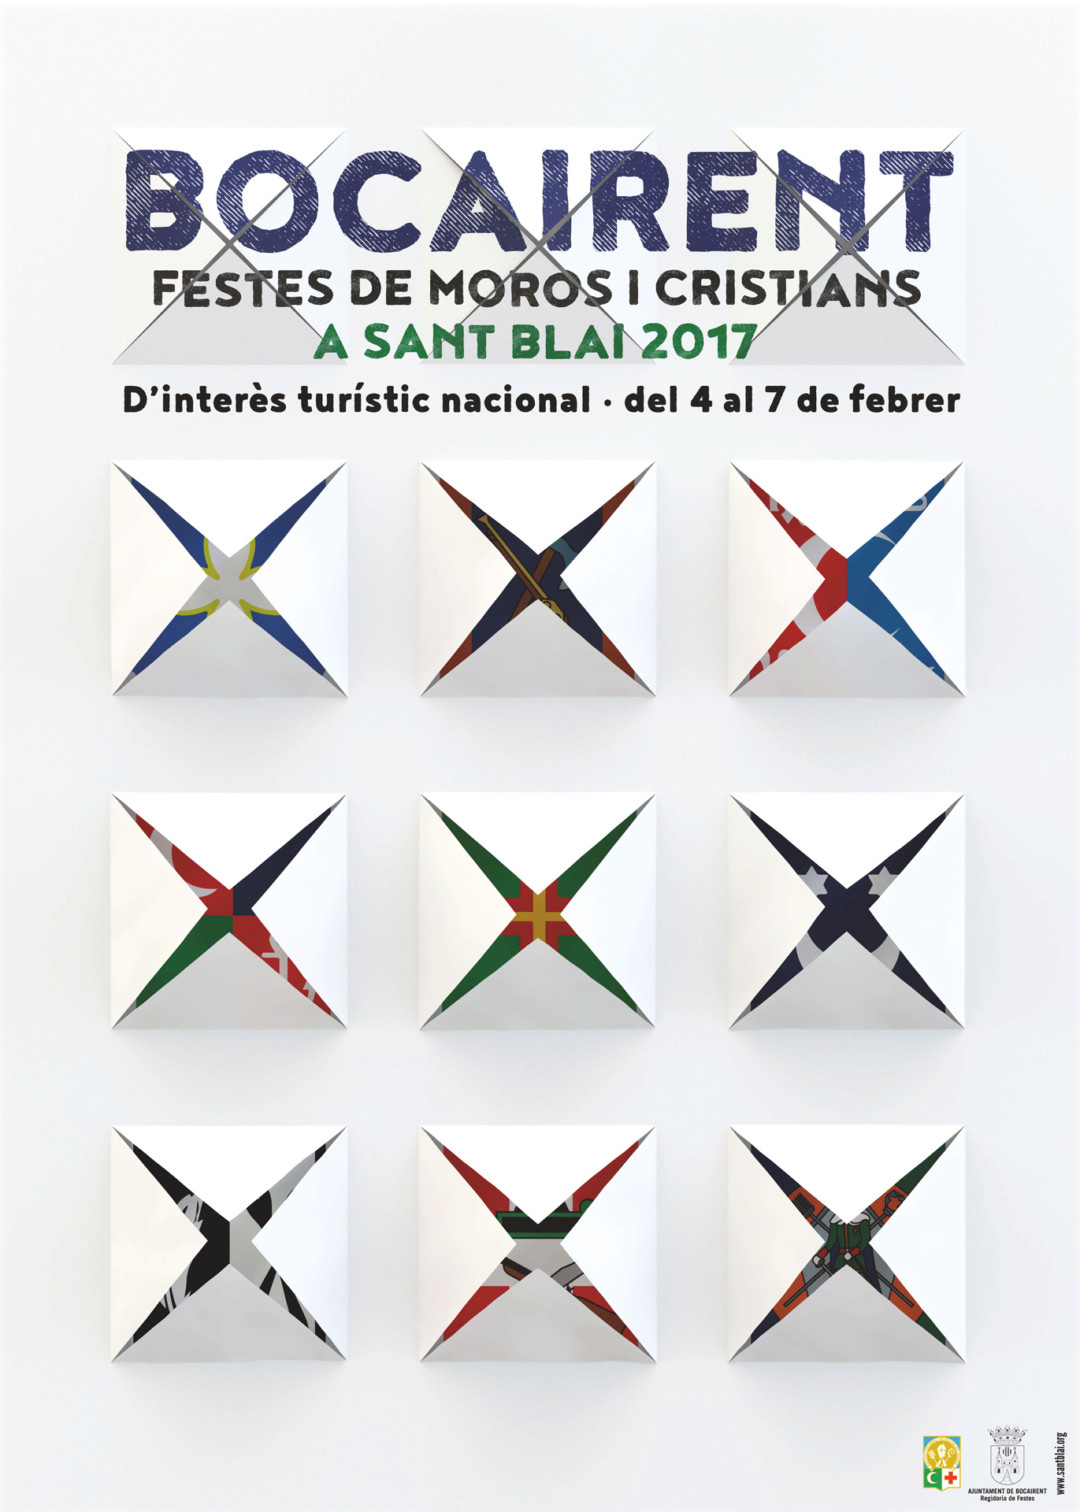 BOCAIRENT
FESTES DE MOROS I CRISTIANS
A SANT BLAI 2017
D'interès turístic nacional · del 4 al 7 de febrer
AJUNTAMENT DE BOCAIRENT
Regidoria de Festes
www.santblai.org